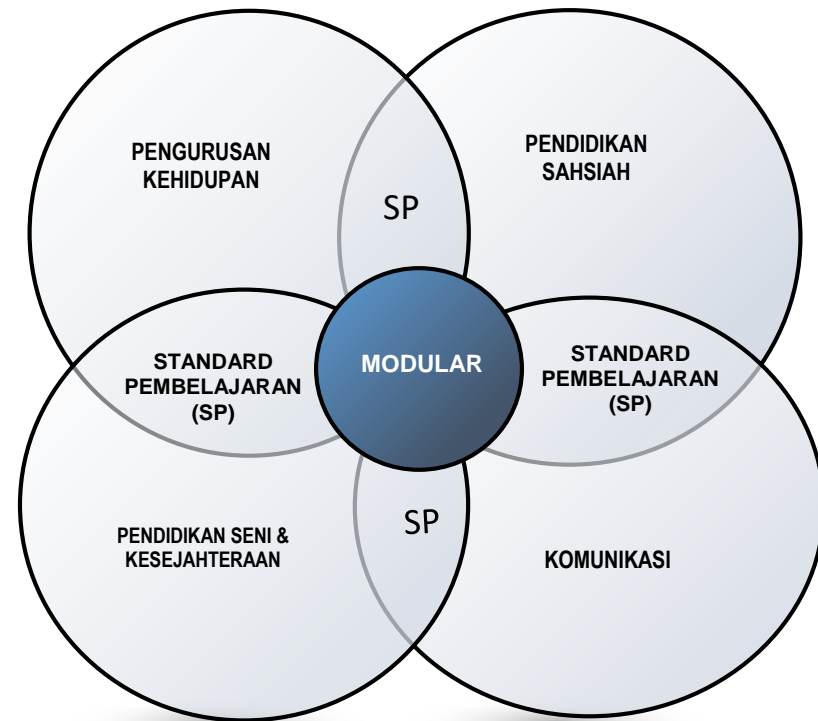 PENGURUSAN
KEHIDUPAN
PENDIDIKAN
SAHSIAH
SP
STANDARD
PEMBELAJARAN
(SP)
MODULAR
STANDARD
PEMBELAJARAN
(SP)
SP
PENDIDIKAN SENI &
KESEJAHTERAAN
KOMUNIKASI